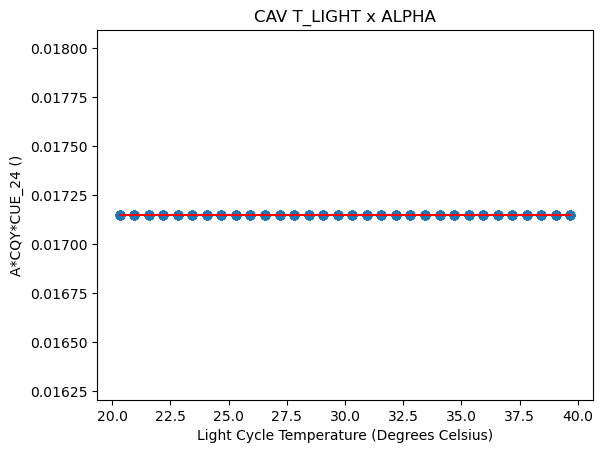 CAV T_LIGHT x ALPHA
0.01800
0.01775
0.01750
0.01725
0.01700
0.01675
0.01650
0.01625
A*CQY*CUE_24 ()
20.0 22.5 25.0 27.5 30.0 32.5 35.0 37.5 40.0
Light Cycle Temperature (Degrees Celsius)